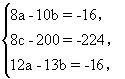 8a - 10b = -16,
8c - 200 = -224,
12a - 13b = -16,